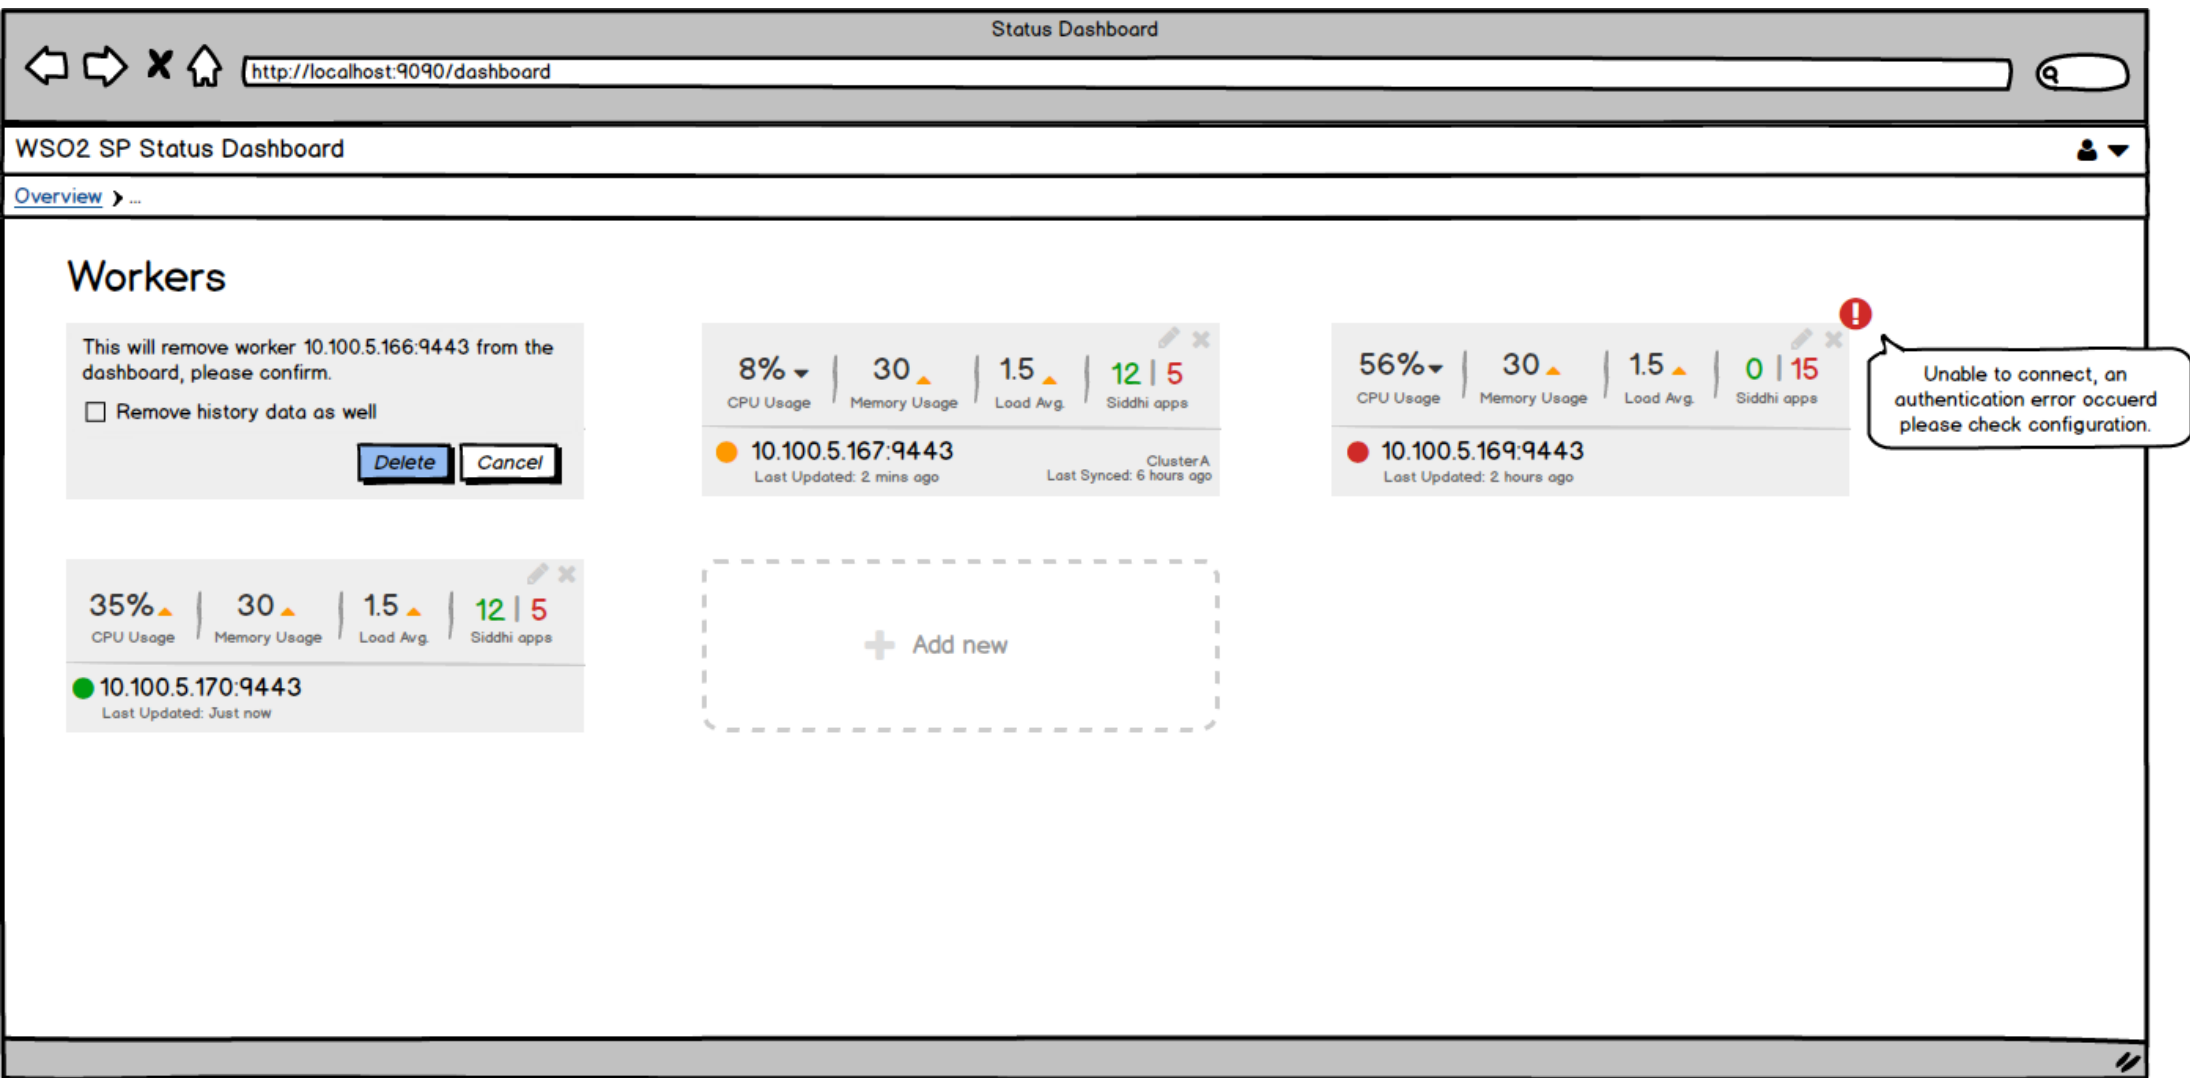 Status Dashboard
http://localhost:9090/dashboard
WSO2 SP Status Dashboard
Overview ❯ ...
Workers
This will remove worker 10.100.5.166:9443 from the
dashboard, please confirm.
Remove history data as well
Delete Cancel
8% 30 1.5 12 | 5
CPU Usage Memory Usage Load Avg. Siddhi apps
10.100.5.167:9443
Last Updated: 2 mins ago
ClusterA
Last Synced: 6 hours ago
56% 30 1.5 0 | 15
CPU Usage Memory Usage Load Avg. Siddhi apps
10.100.5.169:9443
Last Updated: 2 hours ago
Unable to connect, an
authentication error occuerd
please check configuration.
35% 30 1.5 12 | 5
CPU Usage Memory Usage Load Avg. Siddhi apps
10.100.5.170:9443
Last Updated: Just now
Add new